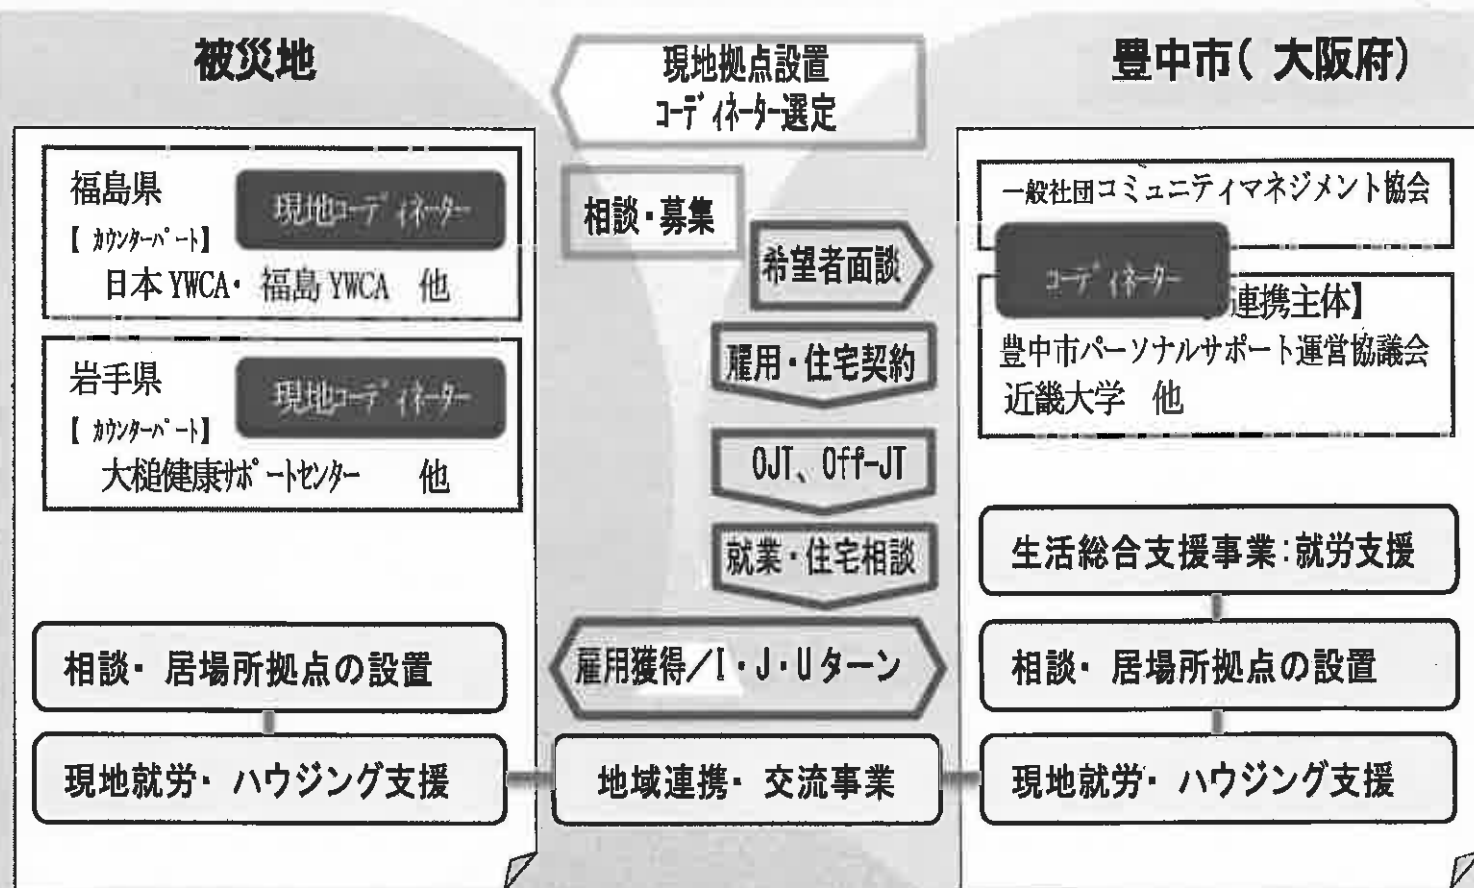 被災地
福島県
現地コーディネーター
【カウンターパート】
日本YWCA・福島YWCA 他
岩手県
現地コーディネーター
【カウンターパート】
大槌健康サポートセンター 他
相談・居場所拠点の設置
現地就労・ハウジング支援
現地拠点設置
コーディネーター選定
相談・募集
希望者面談
雇用・住宅契約
OJT、Off-JT
就業・住宅相談
雇用獲得/I・J・Uターン
地域連携・交流事業
豊中市(大阪府)
一般社団コミュニティマネジメント協会
コーディネーター
連携主体】
豊中市パーソナルサポート運営協議会
近畿大学 他
生活総合支援事業:就労支援
相談・居場所拠点の設置
現地就労・ハウジング支援